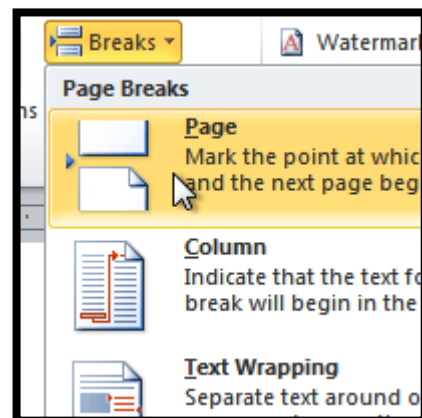 Breaks
Watermark
Page Breaks
ns
Page
Mark the point at which
and the next page beg
Column
Indicate that the text fo
break will begin in the
Text Wrapping
Separate text around o